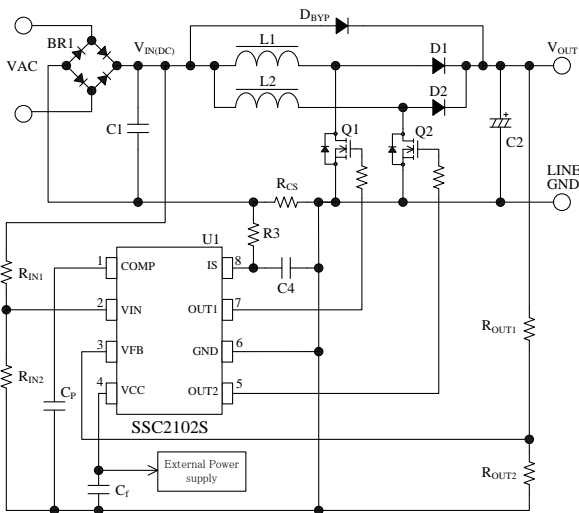 D_BYP
BR1
V_IN(DC)
L1
D1
V_OUT
VAC
L2
D2
C1
Q1
Q2
C2
LINE
GND
R_CS
R3
U1
C4
R_IN1
1
COMP
IS
8
2
VIN
OUT1
7
R_OUT1
3
VFB
GND
6
R_IN2
4
VCC
OUT2
5
C_P
SSC2102S
External Power
supply
C_f
R_OUT2